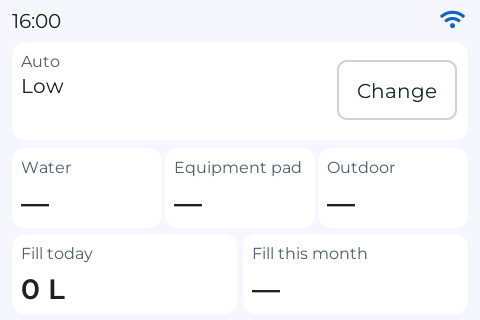 16:00
Auto
Low
Change
Water
—
Equipment pad
—
Outdoor
—
Fill today
0 L
Fill this month
—